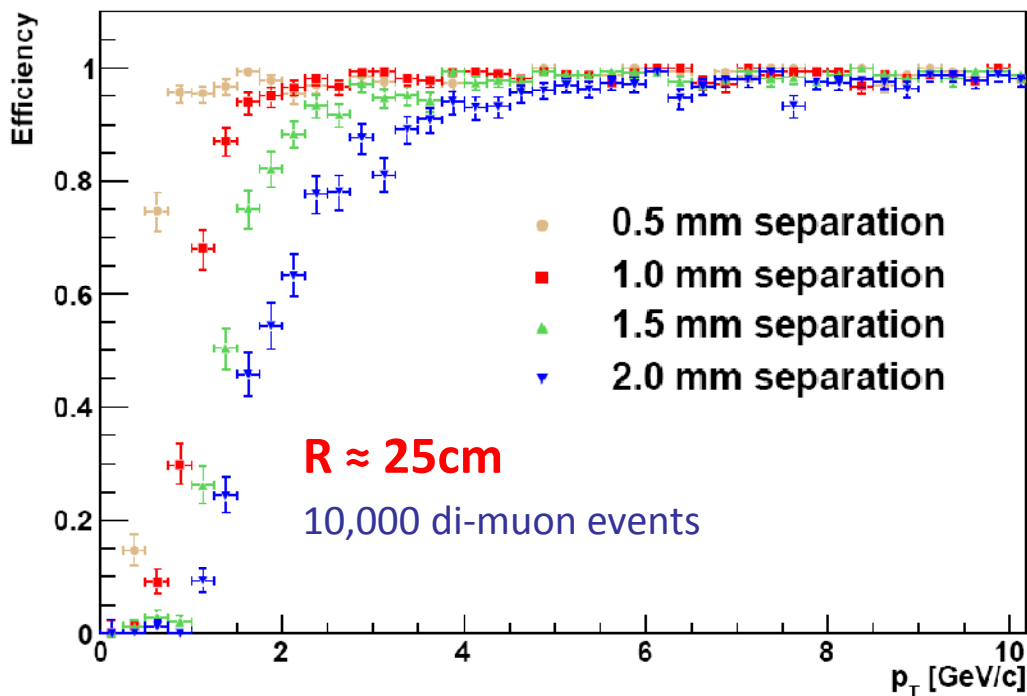 Efficiency
1
0.8
0.6
0.4
0.2
0
0.5 mm separation
1.0 mm separation
1.5 mm separation
2.0 mm separation
R ≈ 25cm
10,000 di-muon events
0 2 4 6 8 10
p_T [GeV/c]